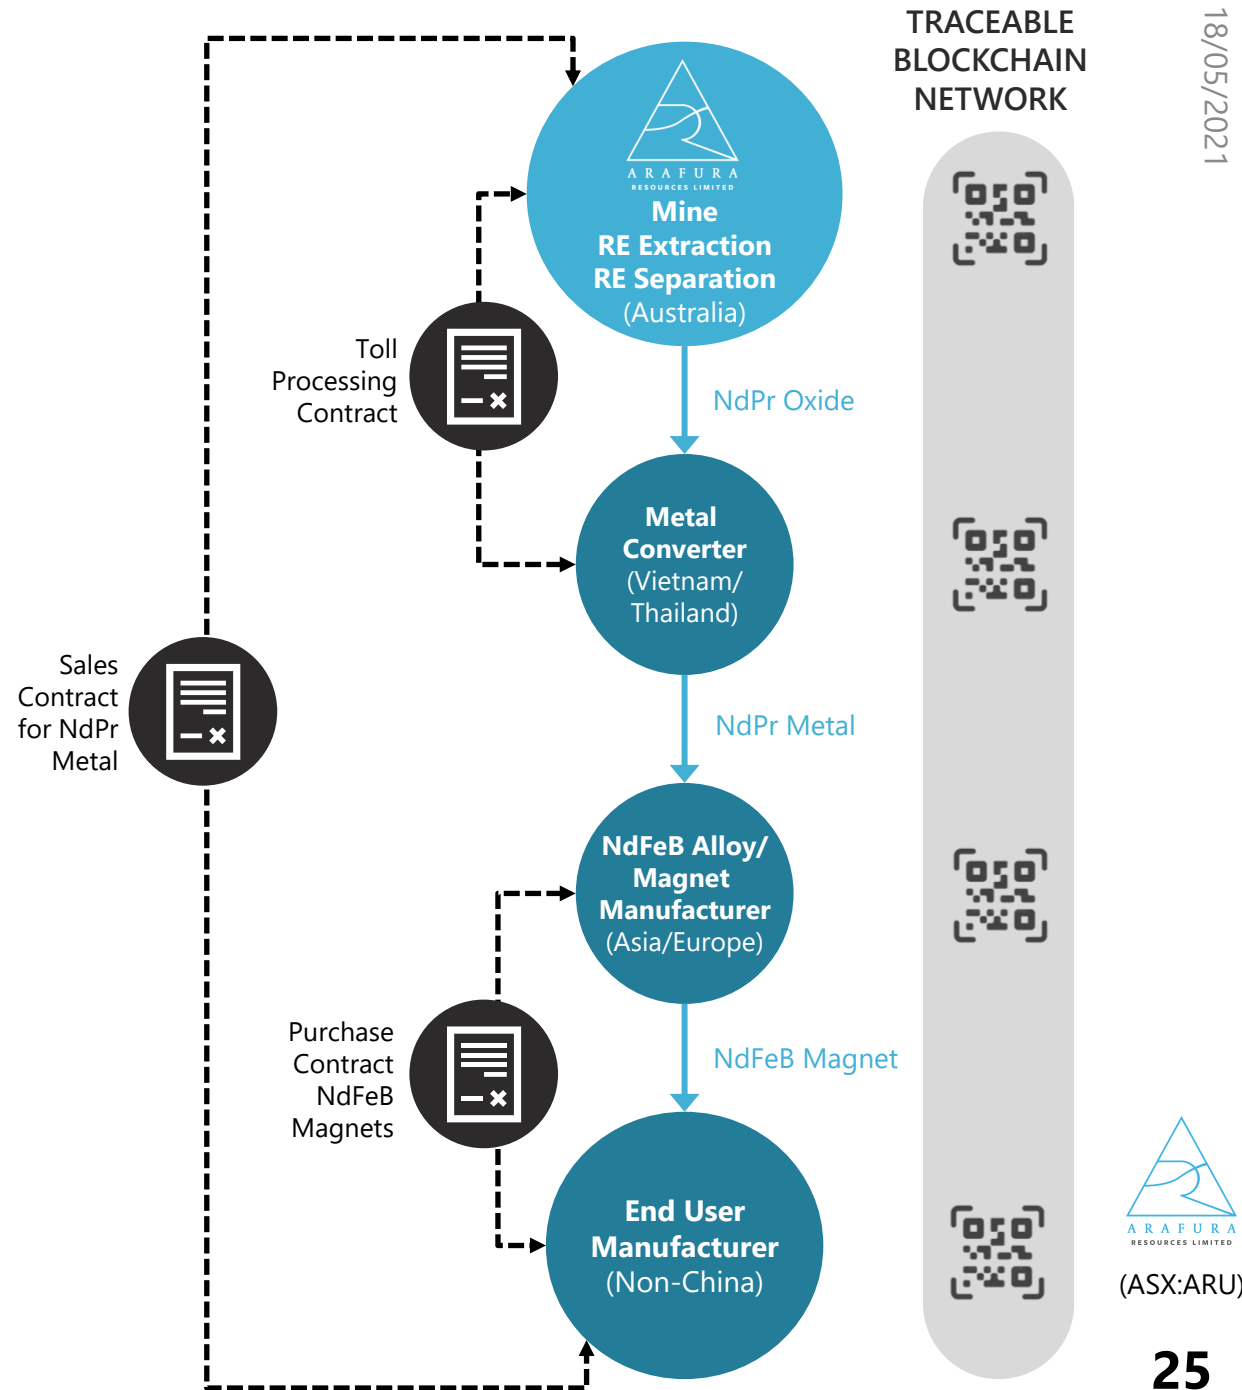 TRACEABLE
BLOCKCHAIN
NETWORK
18/05/2021
ARAFURA
RESOURCES LIMITED
Mine
RE Extraction
RE Separation
(Australia)
Toll
Processing
Contract
NdPr Oxide
Metal
Converter
(Vietnam/
Thailand)
Sales
Contract
for NdPr
Metal
NdPr Metal
NdFeB Alloy/
Magnet
Manufacturer
(Asia/Europe)
Purchase
Contract
NdFeB
Magnets
NdFeB Magnet
End User
Manufacturer
(Non-China)
ARAFURA
RESOURCES LIMITED
(ASX:ARU)
25